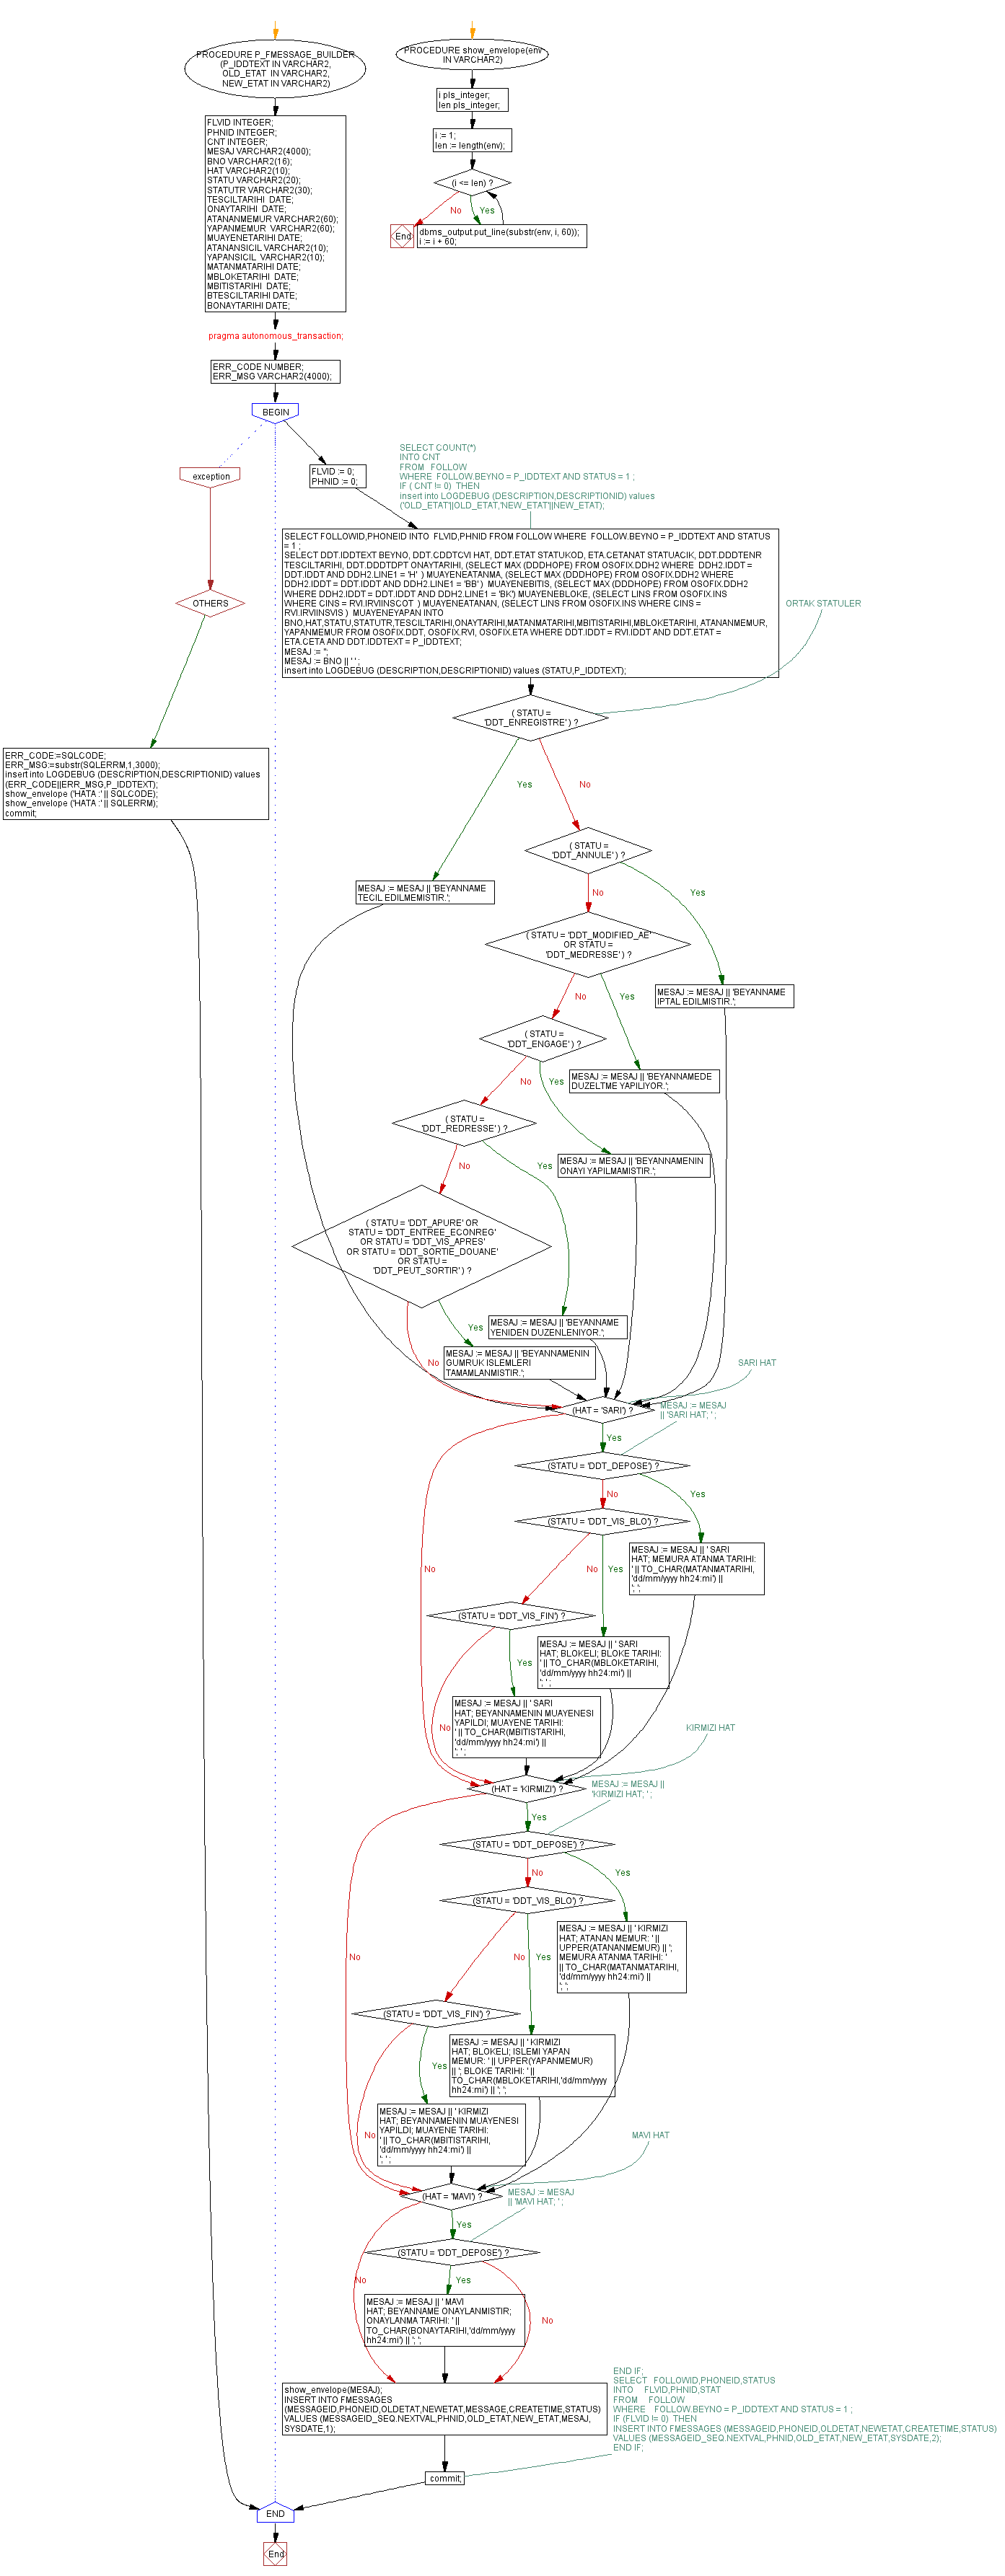 PROCEDURE P_FMESSAGE_BUILDER
(P_IDDTEXT IN VARCHAR2,
OLD_ETAT IN VARCHAR2,
NEW_ETAT IN VARCHAR2)
PROCEDURE show_envelope(env
IN VARCHAR2)
i pls_integer;
len pls_integer;
i := 1;
len := length(env);
(i <= len) ?
No
Yes
End
dbms_output.put_line(substr(env, i, 60));
i := i + 60;
FLVID INTEGER;
PHNID INTEGER;
CNT INTEGER;
MESAJ VARCHAR2(4000);
BNO VARCHAR2(16);
HAT VARCHAR2(10);
STATU VARCHAR2(20);
STATUTR VARCHAR2(30);
TESCILTARIHI DATE;
ONAYTARIHI DATE;
ATANANMEMUR VARCHAR2(60);
YAPANMEMUR VARCHAR2(60);
MUAYENETARIHI DATE;
ATANANSICIL VARCHAR2(10);
YAPANSICIL VARCHAR2(10);
MATANMATARIHI DATE;
MBLOKETARIHI DATE;
MBITISTARIHI DATE;
BTESCILTARIHI DATE;
BONAYTARIHI DATE;
pragma autonomous_transaction;
ERR_CODE NUMBER;
ERR_MSG VARCHAR2(4000);
BEGIN
exception
OTHERS
ERR_CODE:=SQLCODE;
ERR_MSG:=substr(SQLERRM,1,3000);
insert into LOGDEBUG (DESCRIPTION,DESCRIPTIONID) values
(ERR_CODE||ERR_MSG,P_IDDTEXT);
show_envelope ('HATA :' || SQLCODE);
show_envelope ('HATA :' || SQLERRM);
commit;
FLVID := 0;
PHNID := 0;
SELECT COUNT(*)
INTO CNT
FROM FOLLOW
WHERE FOLLOW.BEYNO = P_IDDTEXT AND STATUS = 1 ;
IF ( CNT != 0) THEN
insert into LOGDEBUG (DESCRIPTION,DESCRIPTIONID) values
('OLD_ETAT'||OLD_ETAT,'NEW_ETAT'||NEW_ETAT);
SELECT FOLLOWID,PHONEID INTO FLVID,PHNID FROM FOLLOW WHERE FOLLOW.BEYNO = P_IDDTEXT AND STATUS
= 1 ;
SELECT DDT.IDDTEXT BEYNO, DDT.CDDTCVI HAT, DDT.ETAT STATUKOD, ETA.CETANAT STATUACIK, DDT.DDDTENR
TESCILTARIHI, DDT.DDDTDPT ONAYTARIHI, (SELECT MAX (DDDHOPE) FROM OSOFIX.DDH2 WHERE DDH2.IDDT =
DDT.IDDT AND DDH2.LINE1 = 'H' ) MUAYENEATANMA, (SELECT MAX (DDDHOPE) FROM OSOFIX.DDH2 WHERE
DDH2.IDDT = DDT.IDDT AND DDH2.LINE1 = 'BB' ) MUAYENEBITIS, (SELECT MAX (DDDHOPE) FROM OSOFIX.DDH2
WHERE DDH2.IDDT = DDT.IDDT AND DDH2.LINE1 = 'BK') MUAYENEBLOKE, (SELECT LINS FROM OSOFIX.INS
WHERE CINS = RVI.IRVIINSCOT ) MUAYENEATANAN, (SELECT LINS FROM OSOFIX.INS WHERE CINS =
RVI.IRVIINSVIS ) MUAYENEYAPAN INTO
BNO,HAT,STATU,STATUTR,TESCILTARIHI,ONAYTARIHI,MATANMATARIHI,MBITISTARIHI,MBLOKETARIHI, ATANANMEMUR,
YAPANMEMUR FROM OSOFIX.DDT, OSOFIX.RVI, OSOFIX.ETA WHERE DDT.IDDT = RVI.IDDT AND DDT.ETAT =
ETA.CETA AND DDT.IDDTEXT = P_IDDTEXT;
MESAJ := '';
MESAJ := BNO || ' ' ;
insert into LOGDEBUG (DESCRIPTION,DESCRIPTIONID) values (STATU,P_IDDTEXT);
ORTAK STATULER
( STATU =
'DDT_ENREGISTRE' ) ?
Yes
No
MESAJ := MESAJ || 'BEYANNAME
TECIL EDILMEMISTIR.';
( STATU =
'DDT_ANNULE' ) ?
No
Yes
( STATU = 'DDT_MODIFIED_AE'
OR STATU =
'DDT_MEDRESSE' ) ?
MESAJ := MESAJ || 'BEYANNAME
IPTAL EDILMISTIR.';
No
Yes
( STATU =
'DDT_ENGAGE' ) ?
MESAJ := MESAJ || 'BEYANNAMEDE
DUZELTME YAPILIYOR.';
No
Yes
( STATU =
'DDT_REDRESSE' ) ?
MESAJ := MESAJ || 'BEYANNAMENIN
ONAYI YAPILMAMISTIR.';
No
Yes
( STATU = 'DDT_APURE' OR
STATU = 'DDT_ENTREE_ECONREG'
OR STATU = 'DDT_VIS_APRES'
OR STATU = 'DDT_SORTIE_DOUANE'
OR STATU =
'DDT_PEUT_SORTIR' ) ?
MESAJ := MESAJ || 'BEYANNAME
YENIDEN DUZENLENIYOR.';
Yes
No
MESAJ := MESAJ || 'BEYANNAMENIN
GUMRUK ISLEMLERI
TAMAMLANMISTIR.';
SARI HAT
(HAT = 'SARI') ?
MESAJ := MESAJ
|| 'SARI HAT; ' ;
Yes
No
(STATU = 'DDT_DEPOSE') ?
No
Yes
(STATU = 'DDT_VIS_BLO') ?
MESAJ := MESAJ || ' SARI
HAT; MEMURA ATANMA TARIHI:
' || TO_CHAR(MATANMATARIHI,
'dd/mm/yyyy hh24:mi') ||
'; ';
No
Yes
(STATU = 'DDT_VIS_FIN') ?
MESAJ := MESAJ || ' SARI
HAT; BLOKELI; BLOKE TARIHI:
' || TO_CHAR(MBLOKETARIHI,
'dd/mm/yyyy hh24:mi') ||
'; ' ;
Yes
No
MESAJ := MESAJ || ' SARI
HAT; BEYANNAMENIN MUAYENESI
YAPILDI; MUAYENE TARIHI:
' || TO_CHAR(MBITISTARIHI,
'dd/mm/yyyy hh24:mi') ||
'; ' ;
KIRMIZI HAT
(HAT = 'KIRMIZI') ?
MESAJ := MESAJ ||
'KIRMIZI HAT; ' ;
Yes
No
(STATU = 'DDT_DEPOSE') ?
No
Yes
(STATU = 'DDT_VIS_BLO') ?
MESAJ := MESAJ || ' KIRMIZI
HAT; ATANAN MEMUR: ' ||
UPPER(ATANANMEMUR) || ';
MEMURA ATANMA TARIHI: '
|| TO_CHAR(MATANMATARIHI,
'dd/mm/yyyy hh24:mi') ||
'; ';
No
Yes
(STATU = 'DDT_VIS_FIN') ?
MESAJ := MESAJ || ' KIRMIZI
HAT; BLOKELI; ISLEMI YAPAN
MEMUR: ' || UPPER(YAPANMEMUR)
|| '; BLOKE TARIHI: ' ||
TO_CHAR(MBLOKETARIHI,'dd/mm/yyyy
hh24:mi') || '; ';
Yes
No
MESAJ := MESAJ || ' KIRMIZI
HAT; BEYANNAMENIN MUAYENESI
YAPILDI; MUAYENE TARIHI:
' || TO_CHAR(MBITISTARIHI,
'dd/mm/yyyy hh24:mi') ||
'; ' ;
MAVI HAT
(HAT = 'MAVI') ?
MESAJ := MESAJ
|| 'MAVI HAT; ' ;
Yes
No
(STATU = 'DDT_DEPOSE') ?
Yes
No
MESAJ := MESAJ || ' MAVI
HAT; BEYANNAME ONAYLANMISTIR;
ONAYLANMA TARIHI: ' ||
TO_CHAR(BONAYTARIHI,'dd/mm/yyyy
hh24:mi') || '; ';
show_envelope(MESAJ);
INSERT INTO FMESSAGES
(MESSAGEID,PHONEID,OLDETAT,NEWETAT,MESSAGE,CREATETIME,STATUS)
VALUES (MESSAGEID_SEQ.NEXTVAL,PHNID,OLD_ETAT,NEW_ETAT,MESAJ,
SYSDATE,1);
END IF;
SELECT FOLLOWID,PHONEID,STATUS
INTO FLVID,PHNID,STAT
FROM FOLLOW
WHERE FOLLOW.BEYNO = P_IDDTEXT AND STATUS = 1 ;
IF (FLVID != 0) THEN
INSERT INTO FMESSAGES (MESSAGEID,PHONEID,OLDETAT,NEWETAT,CREATETIME,STATUS)
VALUES (MESSAGEID_SEQ.NEXTVAL,PHNID,OLD_ETAT,NEW_ETAT,SYSDATE,2);
END IF;
commit;
END
End